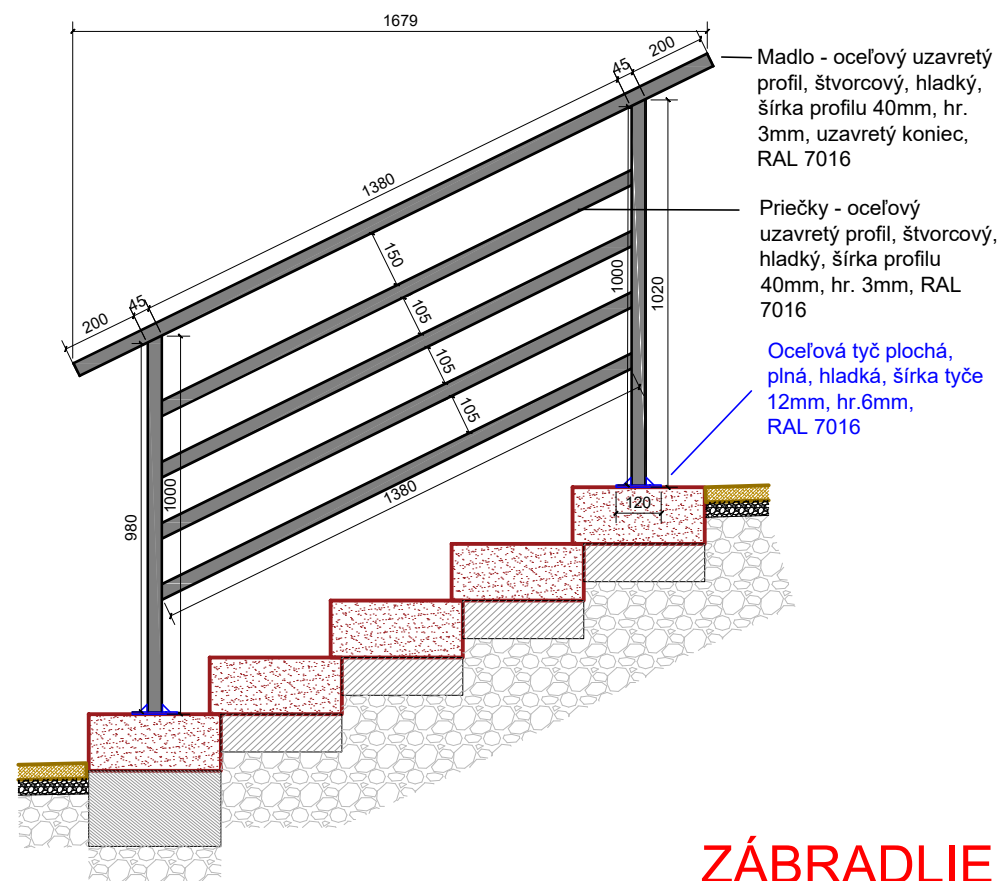 1679
200
45
Madlo - oceľový uzavretý
profil, štvorcový, hladký,
šírka profilu 40mm, hr.
3mm, uzavretý koniec,
RAL 7016
1380
Priečky - oceľový
uzavretý profil, štvorcový,
hladký, šírka profilu
40mm, hr. 3mm, RAL
7016
150
1000
1020
105
45
200
Oceľová tyč plochá,
plná, hladká, šírka tyče
12mm, hr.6mm,
RAL 7016
105
105
1380
1000
980
120
ZÁBRADLIE